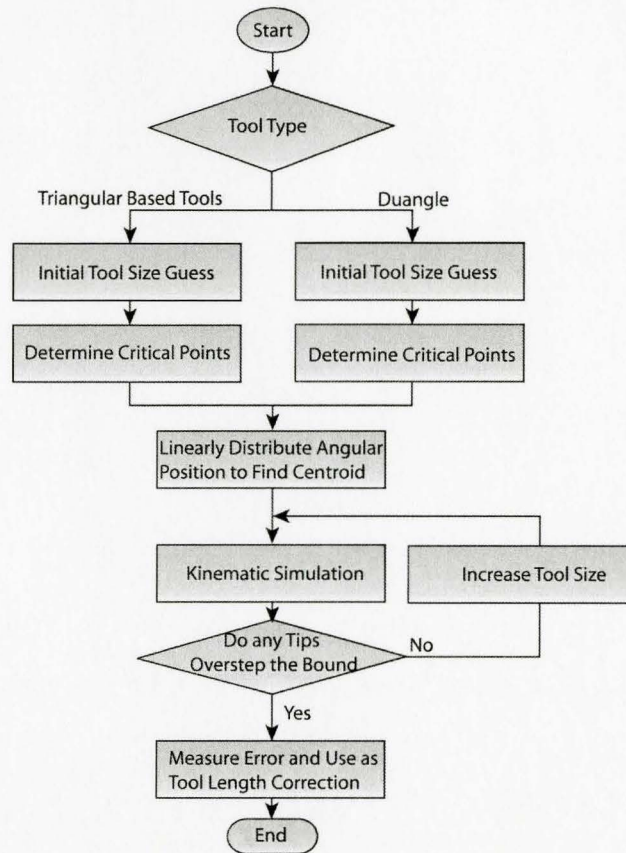 Start
Tool Type
Triangular Based Tools
Duangle
Initial Tool Size Guess
Initial Tool Size Guess
Determine Critical Points
Determine Critical Points
Linearly Distribute Angular
Position to Find Centroid
Kinematic Simulation
Increase Tool Size
Do any Tips
Overstep the Bound
No
Yes
Measure Error and Use as
Tool Length Correction
End